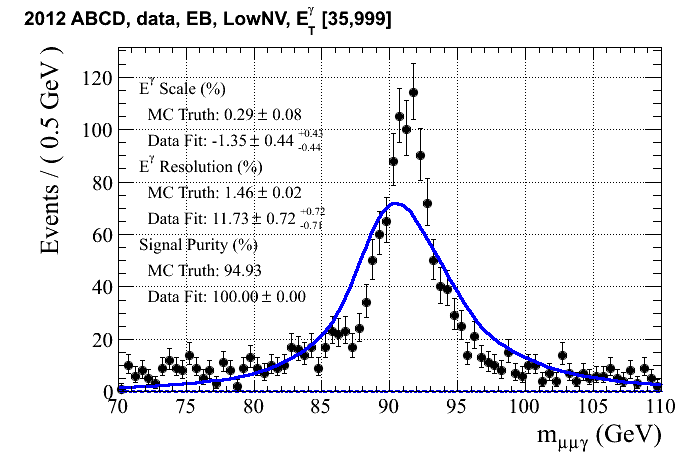 2012 ABCD, data, EB, LowNV, E_T^γ [35,999]
Events / ( 0.5 GeV )
120
100
80
60
40
20
0
E^γ Scale (%)
MC Truth: 0.29 ± 0.08
Data Fit: -1.35 ± 0.44 +0.43 -0.44
E^γ Resolution (%)
MC Truth: 1.46 ± 0.02
Data Fit: 11.73 ± 0.72 +0.72 -0.71
Signal Purity (%)
MC Truth: 94.93
Data Fit: 100.00 ± 0.00
70 75 80 85 90 95 100 105 110
m_μμγ (GeV)